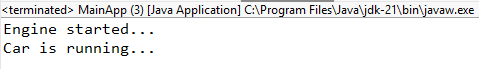 <terminated> MainApp (3) [Java Application] C:\Program Files\Java\jdk-21\bin\javaw.exe
Engine started...
Car is running...